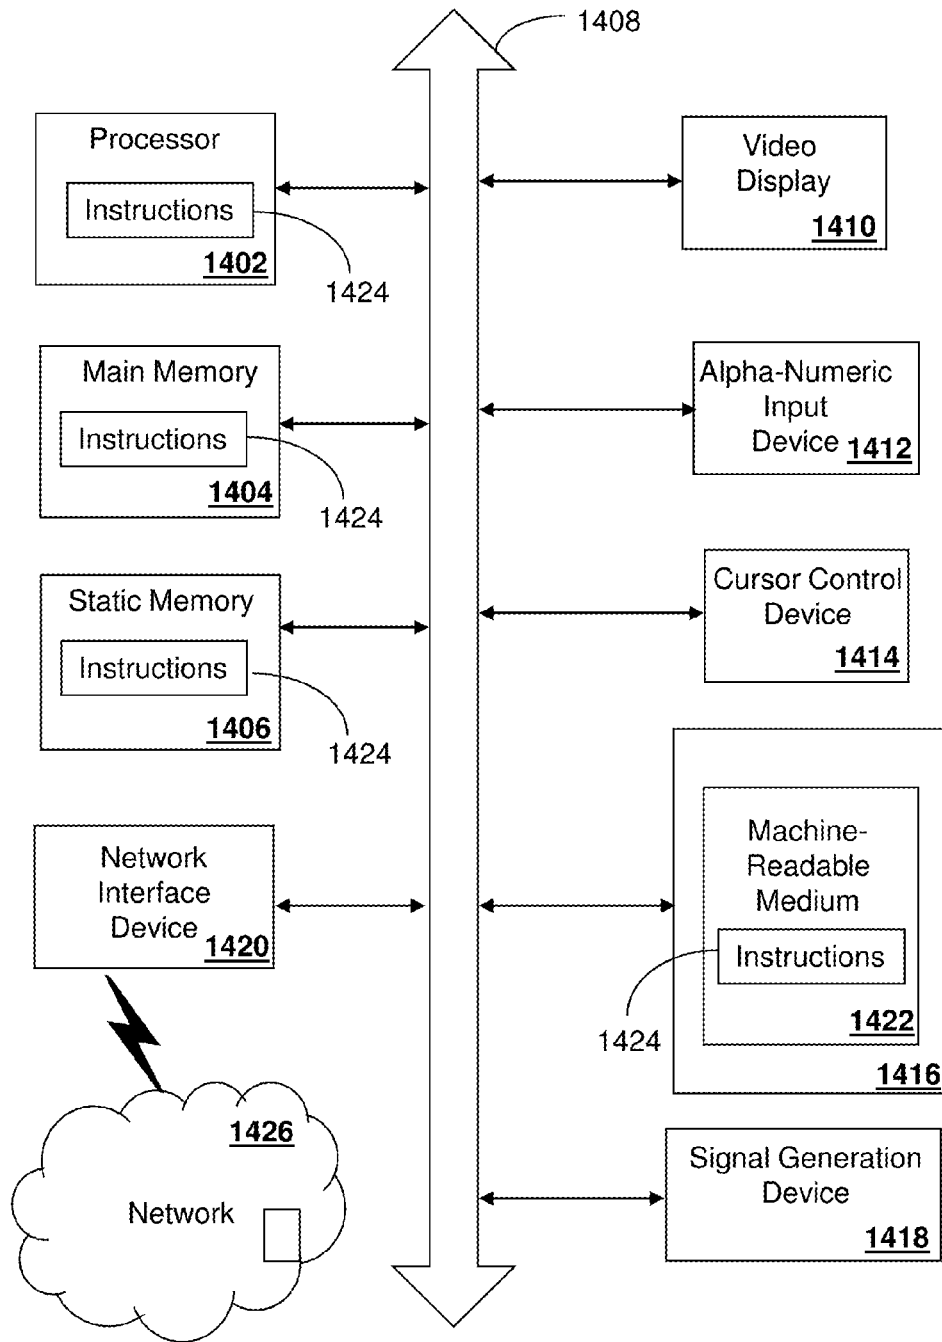 1408
Processor
Instructions
1402
1424
Main Memory
Instructions
1404
1424
Static Memory
Instructions
1406
1424
Network
Interface
Device
1420
1426
Network
Video
Display
1410
Alpha-Numeric
Input
Device
1412
Cursor Control
Device
1414
Machine-
Readable
Medium
Instructions
1424
1422
1416
Signal Generation
Device
1418